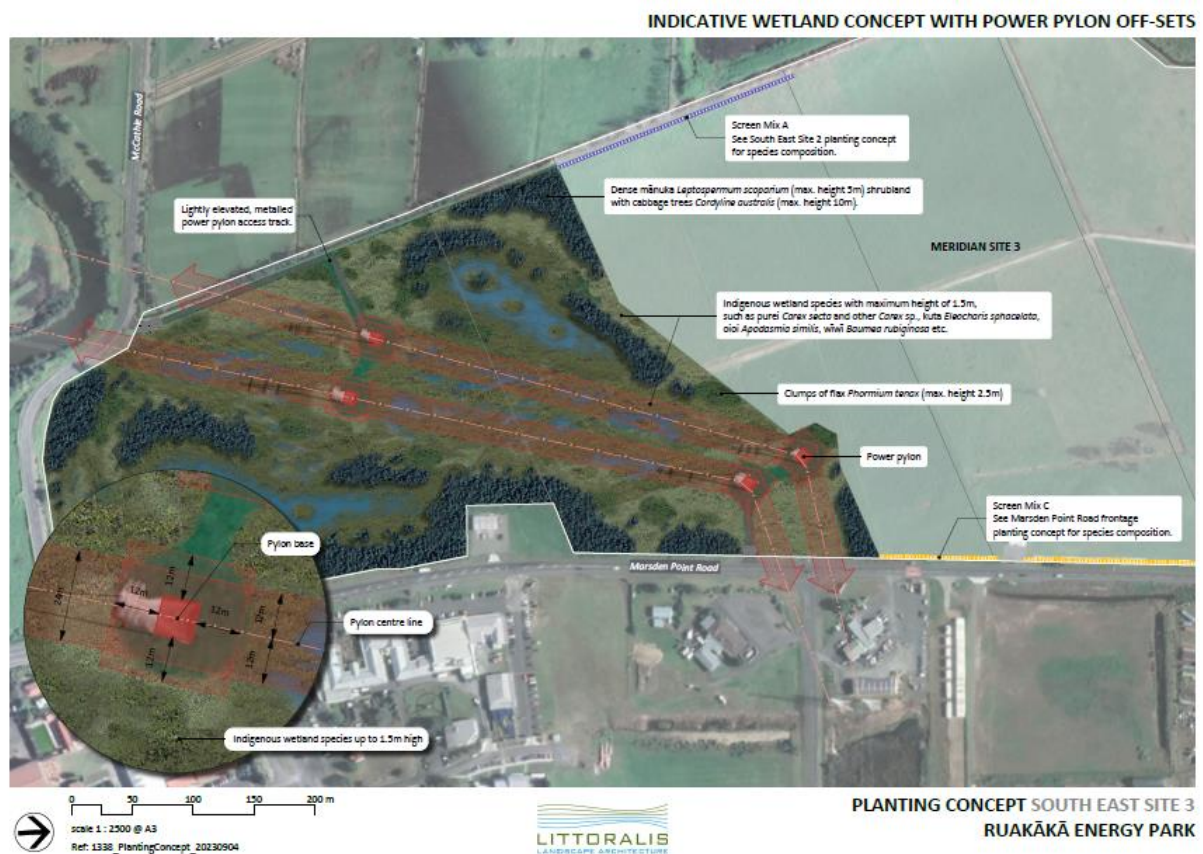 INDICATIVE WETLAND CONCEPT WITH POWER PYLON OFF-SETS
McCathie Road
Screen Mix A
See South East Site 2 planting concept
for species composition.
Dense mānuka Leptospermum scoparium (max. height 5m) shrubland
with cabbage trees Cordyline australis (max. height 10m).
Lightly elevated, metalled
power pylon access track.
MERIDIAN SITE 3
Indigenous wetland species with maximum height of 1.5m,
such as purei Carex secta and other Carex sp., kuta Eleocharis sphacelata,
oioi Apodasmia similis, wīwī Baumea rubiginosa etc.
Clumps of flax Phormium tenax (max. height 2.5m)
Power pylon
Screen Mix C
See Marsden Point Road frontage
planting concept for species composition.
Marsden Point Road
Pylon base
24m
12m
12m
12m
12m
12m
12m
Pylon centre line
Indigenous wetland species up to 1.5m high
0 50 100 150 200 m
scale 1 : 2500 @ A3
Ref: 1338_PlantingConcept_20230904
LITTORALIS
LANDSCAPE ARCHITECTURE
PLANTING CONCEPT SOUTH EAST SITE 3
RUAKĀKĀ ENERGY PARK